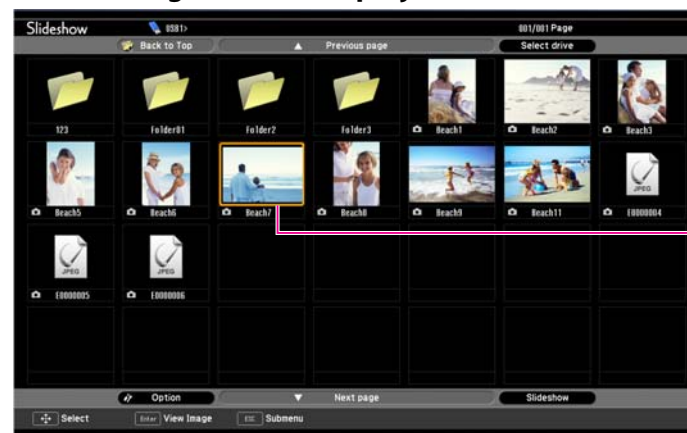 Slideshow USB1> 001/001 Page
Back to Top ▲ Previous page Select drive
123 Folder01 Folder2 Folder3 Beach1 Beach2 Beach3
JPEG
Beach5 Beach6 Beach7 Beach8 Beach9 Beach11 E0000004
JPEG JPEG
E0000005 E0000006
Option ▼ Next page Slideshow
Select Enter View Image ESC Submenu